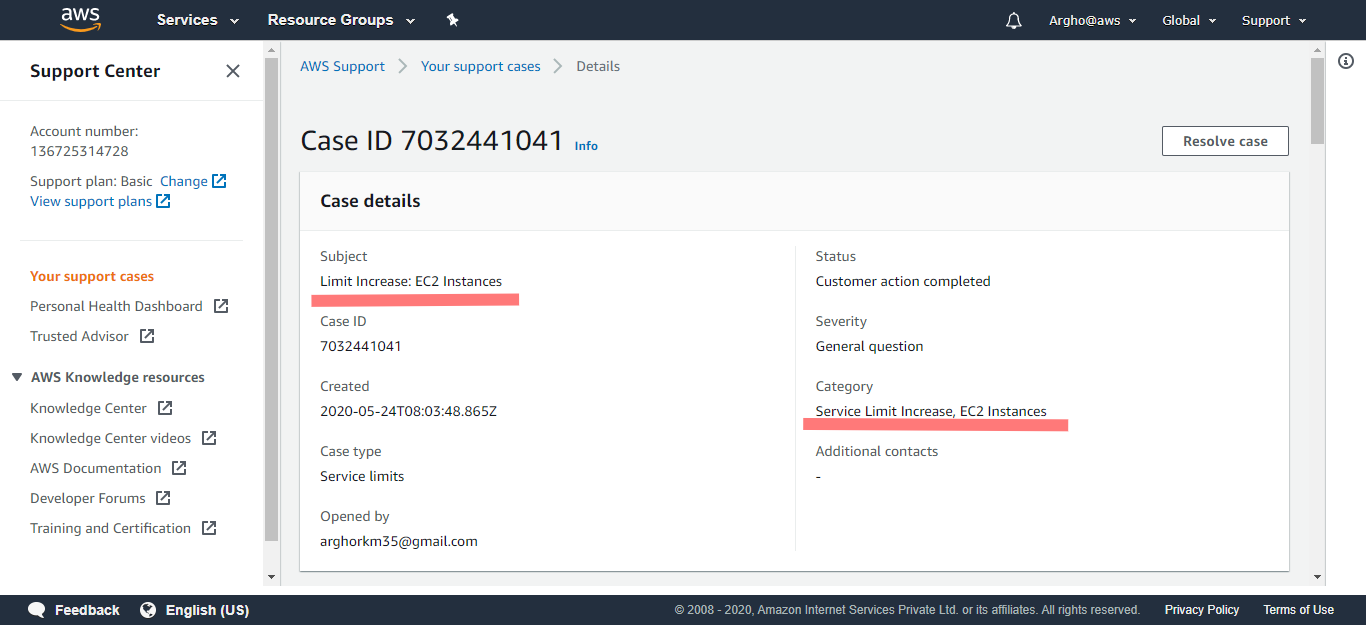 aws
Services
Resource Groups
Argho@aws
Global
Support
Support Center
Account number:
136725314728
Support plan: Basic Change
View support plans
Your support cases
Personal Health Dashboard
Trusted Advisor
AWS Knowledge resources
Knowledge Center
Knowledge Center videos
AWS Documentation
Developer Forums
Training and Certification
AWS Support
Your support cases
Details
Case ID 7032441041 Info
Resolve case
Case details
Subject
Limit Increase: EC2 Instances
Case ID
7032441041
Created
2020-05-24T08:03:48.865Z
Case type
Service limits
Opened by
arghorkm35@gmail.com
Status
Customer action completed
Severity
General question
Category
Service Limit Increase, EC2 Instances
Additional contacts
-
Feedback
English (US)
© 2008 - 2020, Amazon Internet Services Private Ltd. or its affiliates. All rights reserved.
Privacy Policy
Terms of Use